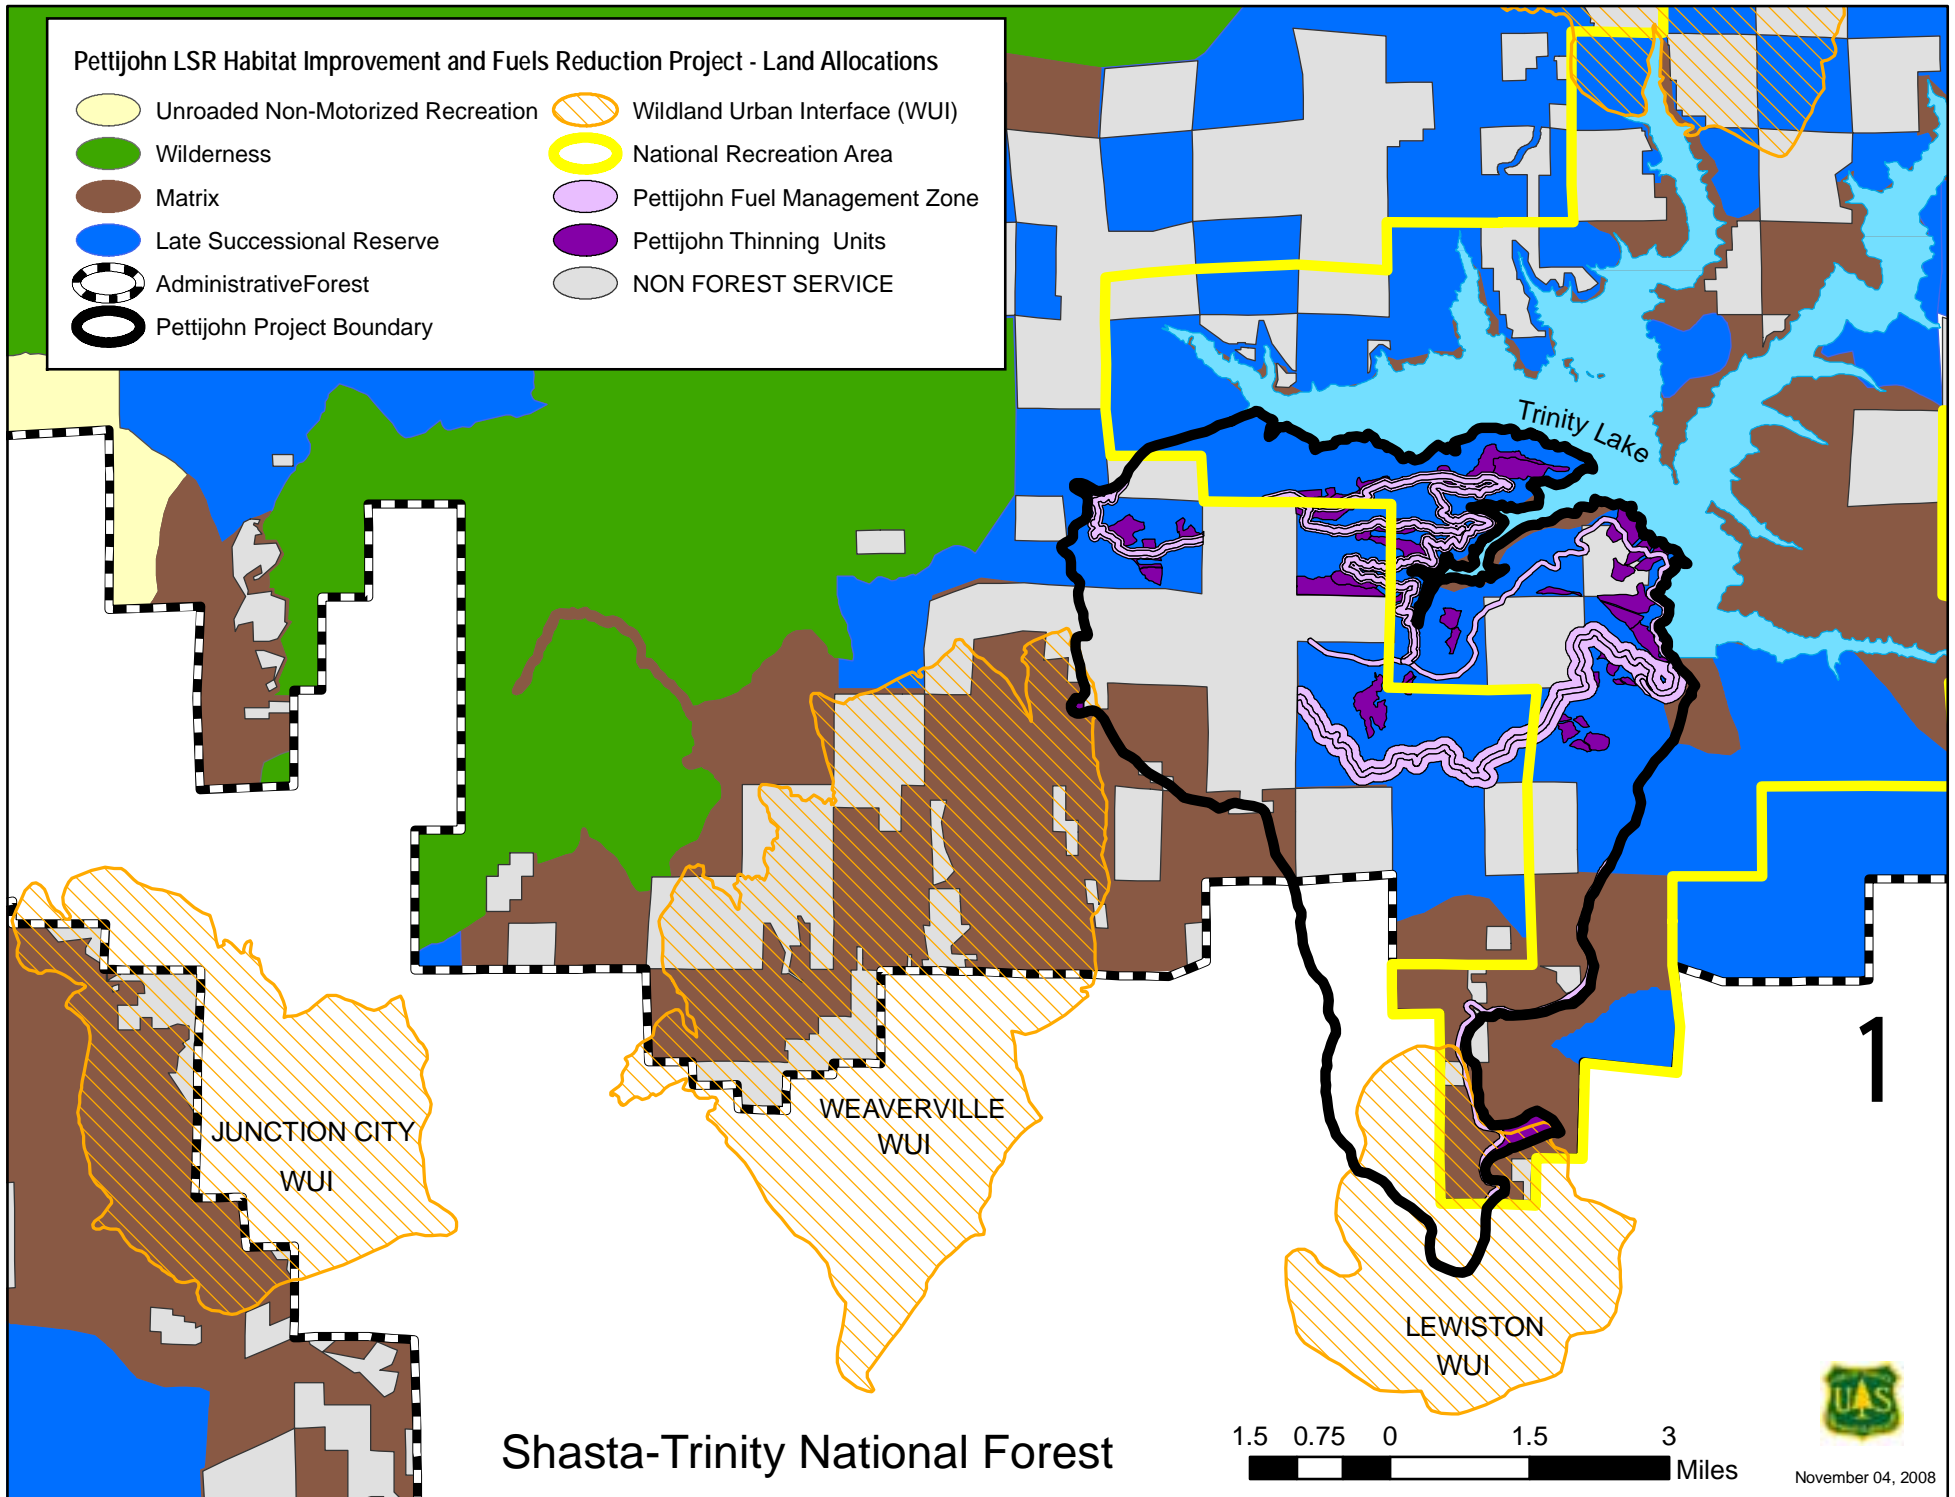 Pettijohn LSR Habitat Improvement and Fuels Reduction Project - Land Allocations
Unroaded Non-Motorized Recreation
Wilderness
Matrix
Late Successional Reserve
AdministrativeForest
Pettijohn Project Boundary
Wildland Urban Interface (WUI)
National Recreation Area
Pettijohn Fuel Management Zone
Pettijohn Thinning Units
NON FOREST SERVICE
Trinity Lake
1
JUNCTION CITY
WUI
WEAVERVILLE
WUI
LEWISTON
WUI
Shasta-Trinity National Forest
1.5 0.75 0 1.5 3
Miles
UAS
November 04, 2008